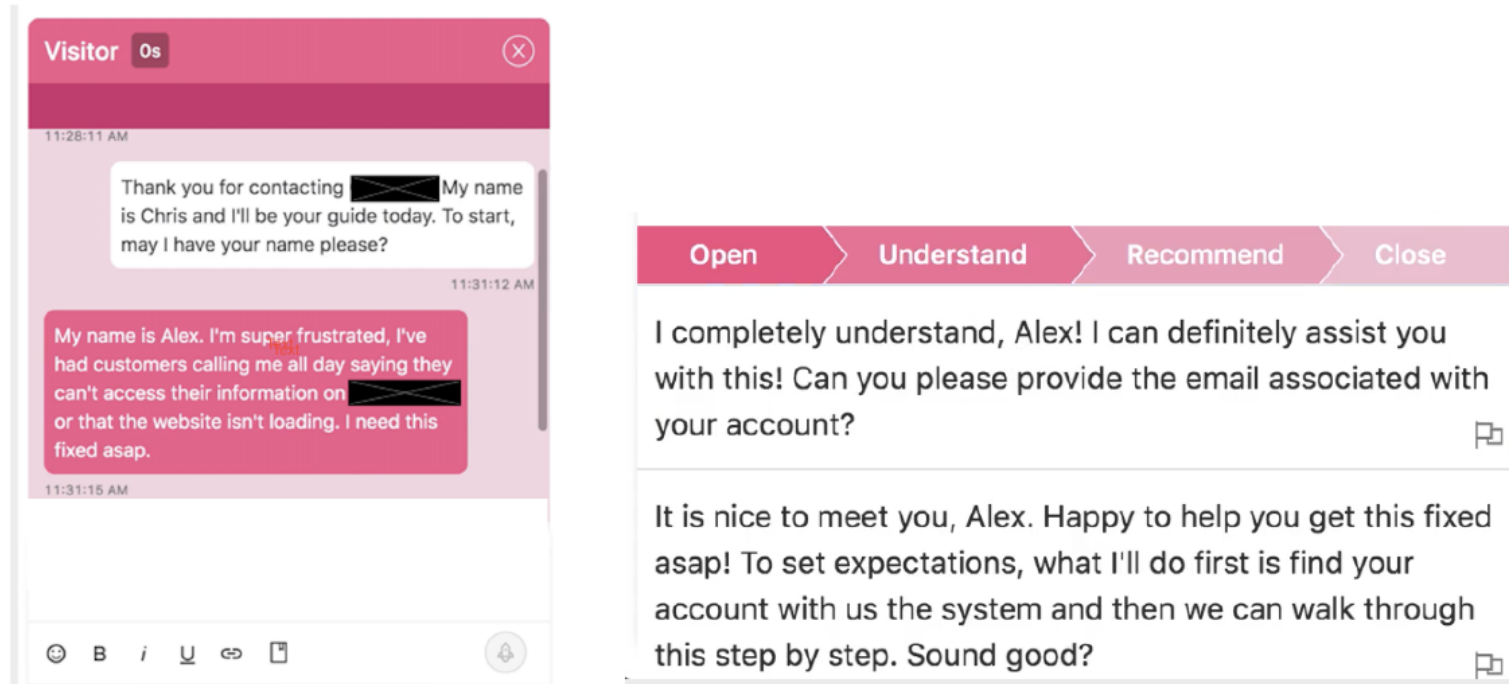 Visitor 0s
11:28:11 AM
Thank you for contacting My name
is Chris and I'll be your guide today. To start,
may I have your name please?
11:31:12 AM
My name is Alex. I'm super frustrated, I've
had customers calling me all day saying they
can't access their information on
or that the website isn't loading. I need this
fixed asap.
11:31:15 AM
B i U
Open Understand Recommend Close
I completely understand, Alex! I can definitely assist you
with this! Can you please provide the email associated with
your account?
It is nice to meet you, Alex. Happy to help you get this fixed
asap! To set expectations, what I'll do first is find your
account with us the system and then we can walk through
this step by step. Sound good?